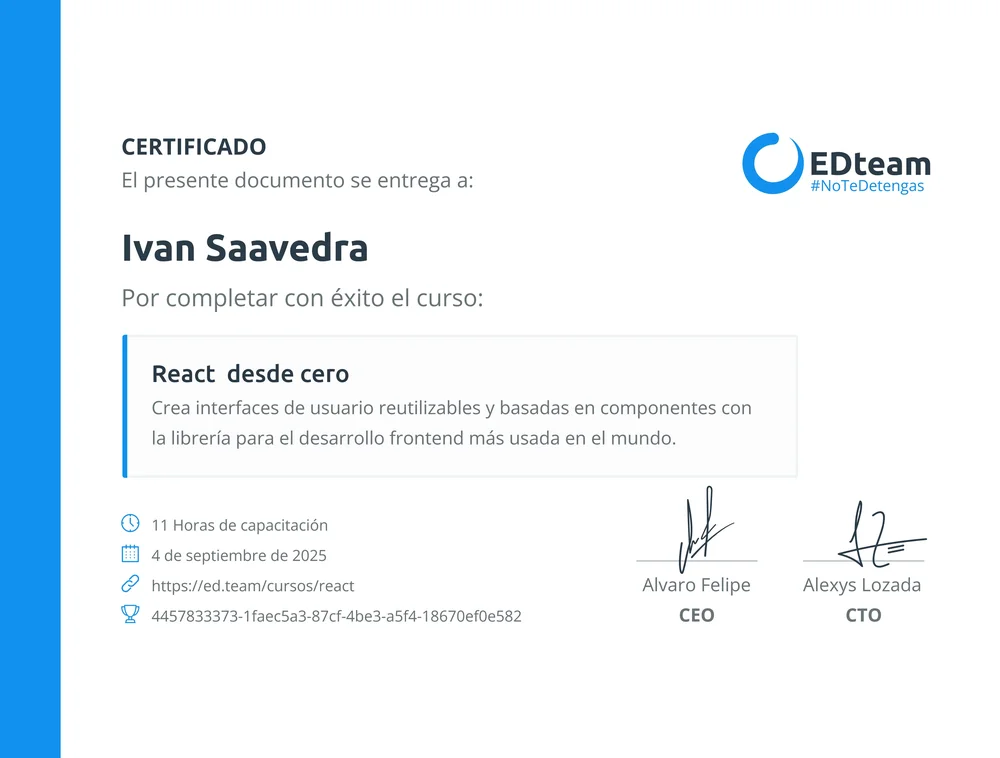 CERTIFICADO
El presente documento se entrega a:
EDteam
#NoTeDetengas
Ivan Saavedra
Por completar con éxito el curso:
React desde cero
Crea interfaces de usuario reutilizables y basadas en componentes con
la librería para el desarrollo frontend más usada en el mundo.
11 Horas de capacitación
4 de septiembre de 2025
https://ed.team/cursos/react
4457833373-1faec5a3-87cf-4be3-a5f4-18670ef0e582
Alvaro Felipe
CEO
Alexys Lozada
CTO